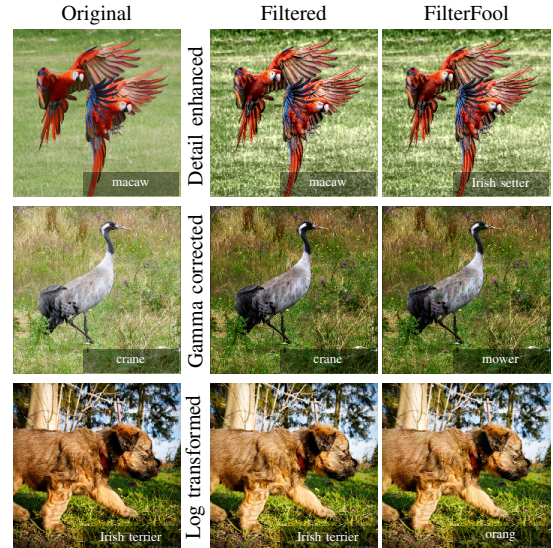 Original Filtered FilterFool
Detail enhanced
macaw macaw Irish setter
Gamma corrected
crane crane mower
Log transformed
Irish terrier Irish terrier orang